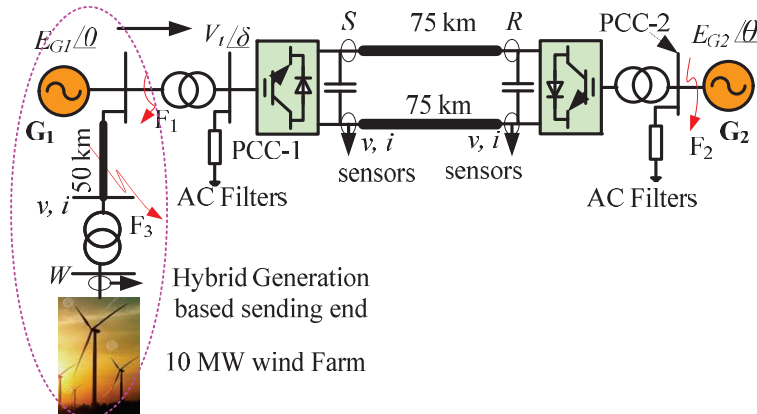 E_G1/0
V_t/δ
S
75 km
R
PCC-2
E_G2/θ
G₁
F₁
PCC-1
75 km
v, i
v, i
F₂
G₂
50 km
AC Filters
sensors
sensors
AC Filters
v, i
F₃
W
Hybrid Generation
based sending end
10 MW wind Farm